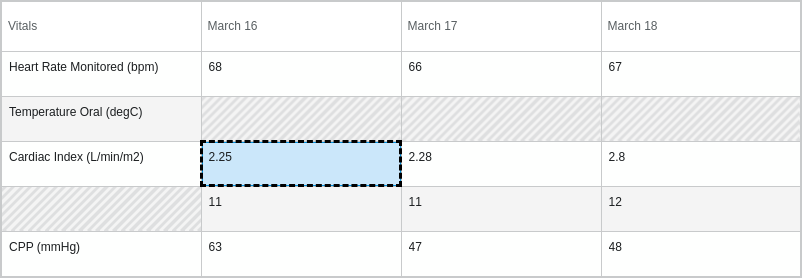 Vitals March 16 March 17 March 18
Heart Rate Monitored (bpm) 68 66 67
Temperature Oral (degC)
Cardiac Index (L/min/m2) 2.25 2.28 2.8
11 11 12
CPP (mmHg) 63 47 48